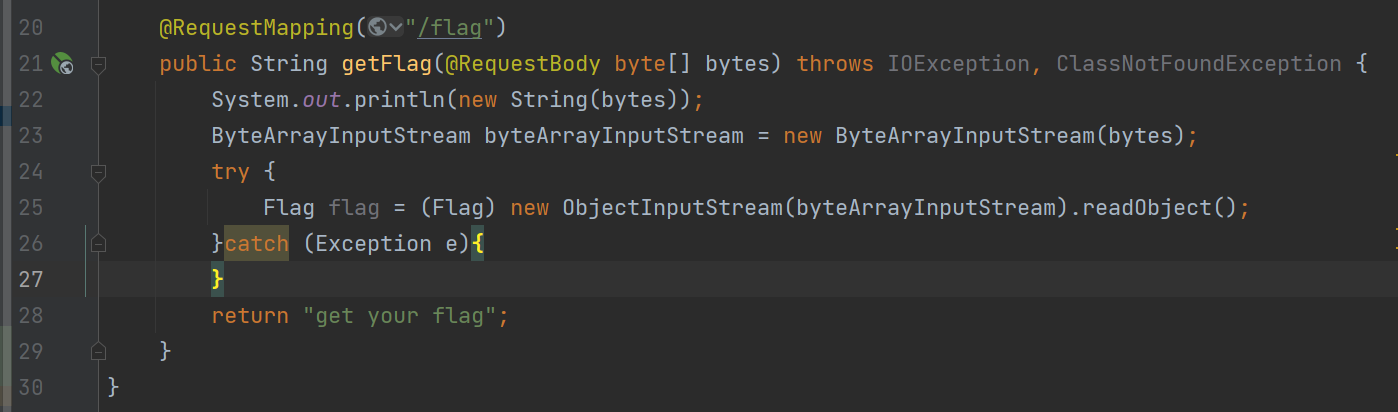 20 @RequestMapping("/flag")
21 public String getFlag(@RequestBody byte[] bytes) throws IOException, ClassNotFoundException {
22 System.out.println(new String(bytes));
23 ByteArrayInputStream byteArrayInputStream = new ByteArrayInputStream(bytes);
24 try {
25 Flag flag = (Flag) new ObjectInputStream(byteArrayInputStream).readObject();
26 }catch (Exception e){
27 }
28 return "get your flag";
29 }
30 }